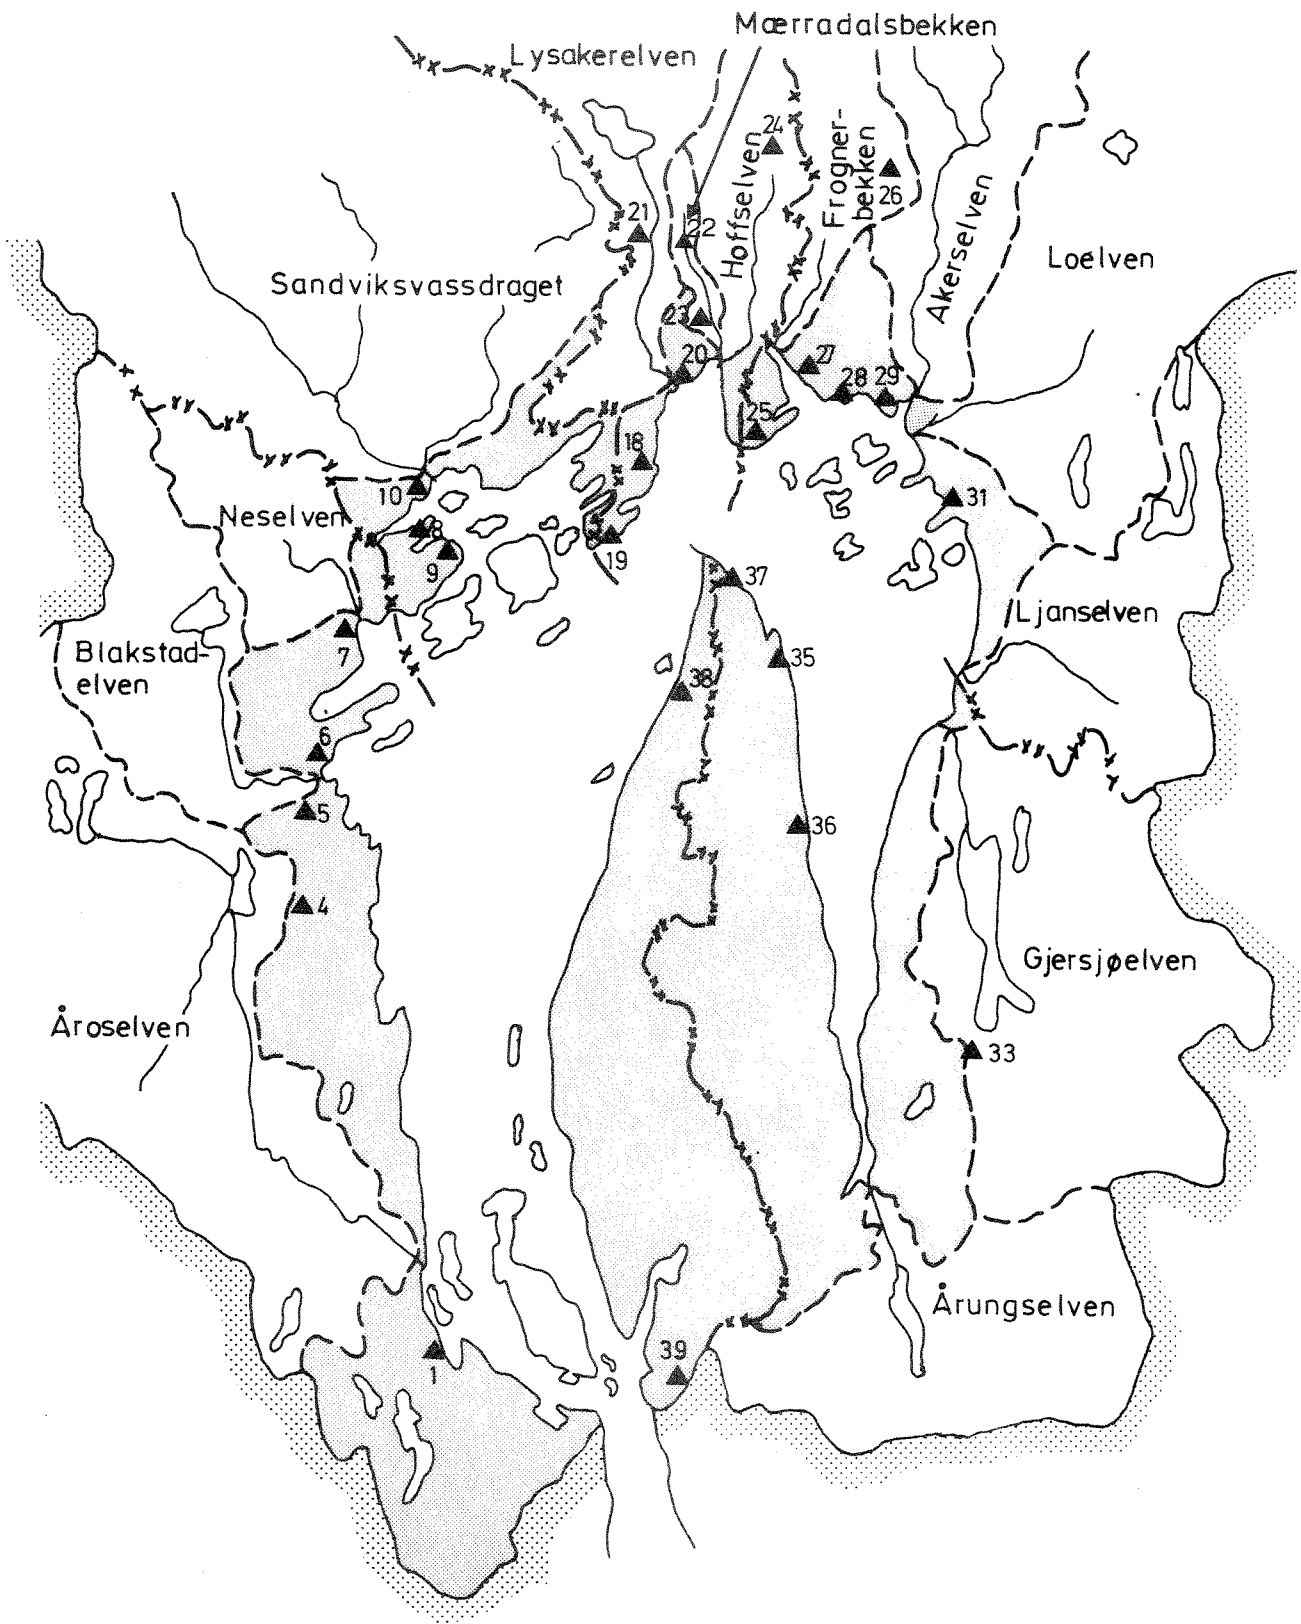 Mærradalsbekken
Lysakerelven
24
Hoffselven
Frogner-
bekken
26
Akerselven
21
22
Sandviksvassdraget
Loelven
23
20
27
28
29
25
18
10
31
Neselven
8
9
19
37
Ljanselven
7
35
Blakstad-
elven
38
6
5
36
4
Gjersjøelven
Åroselven
33
Årungselven
39
1